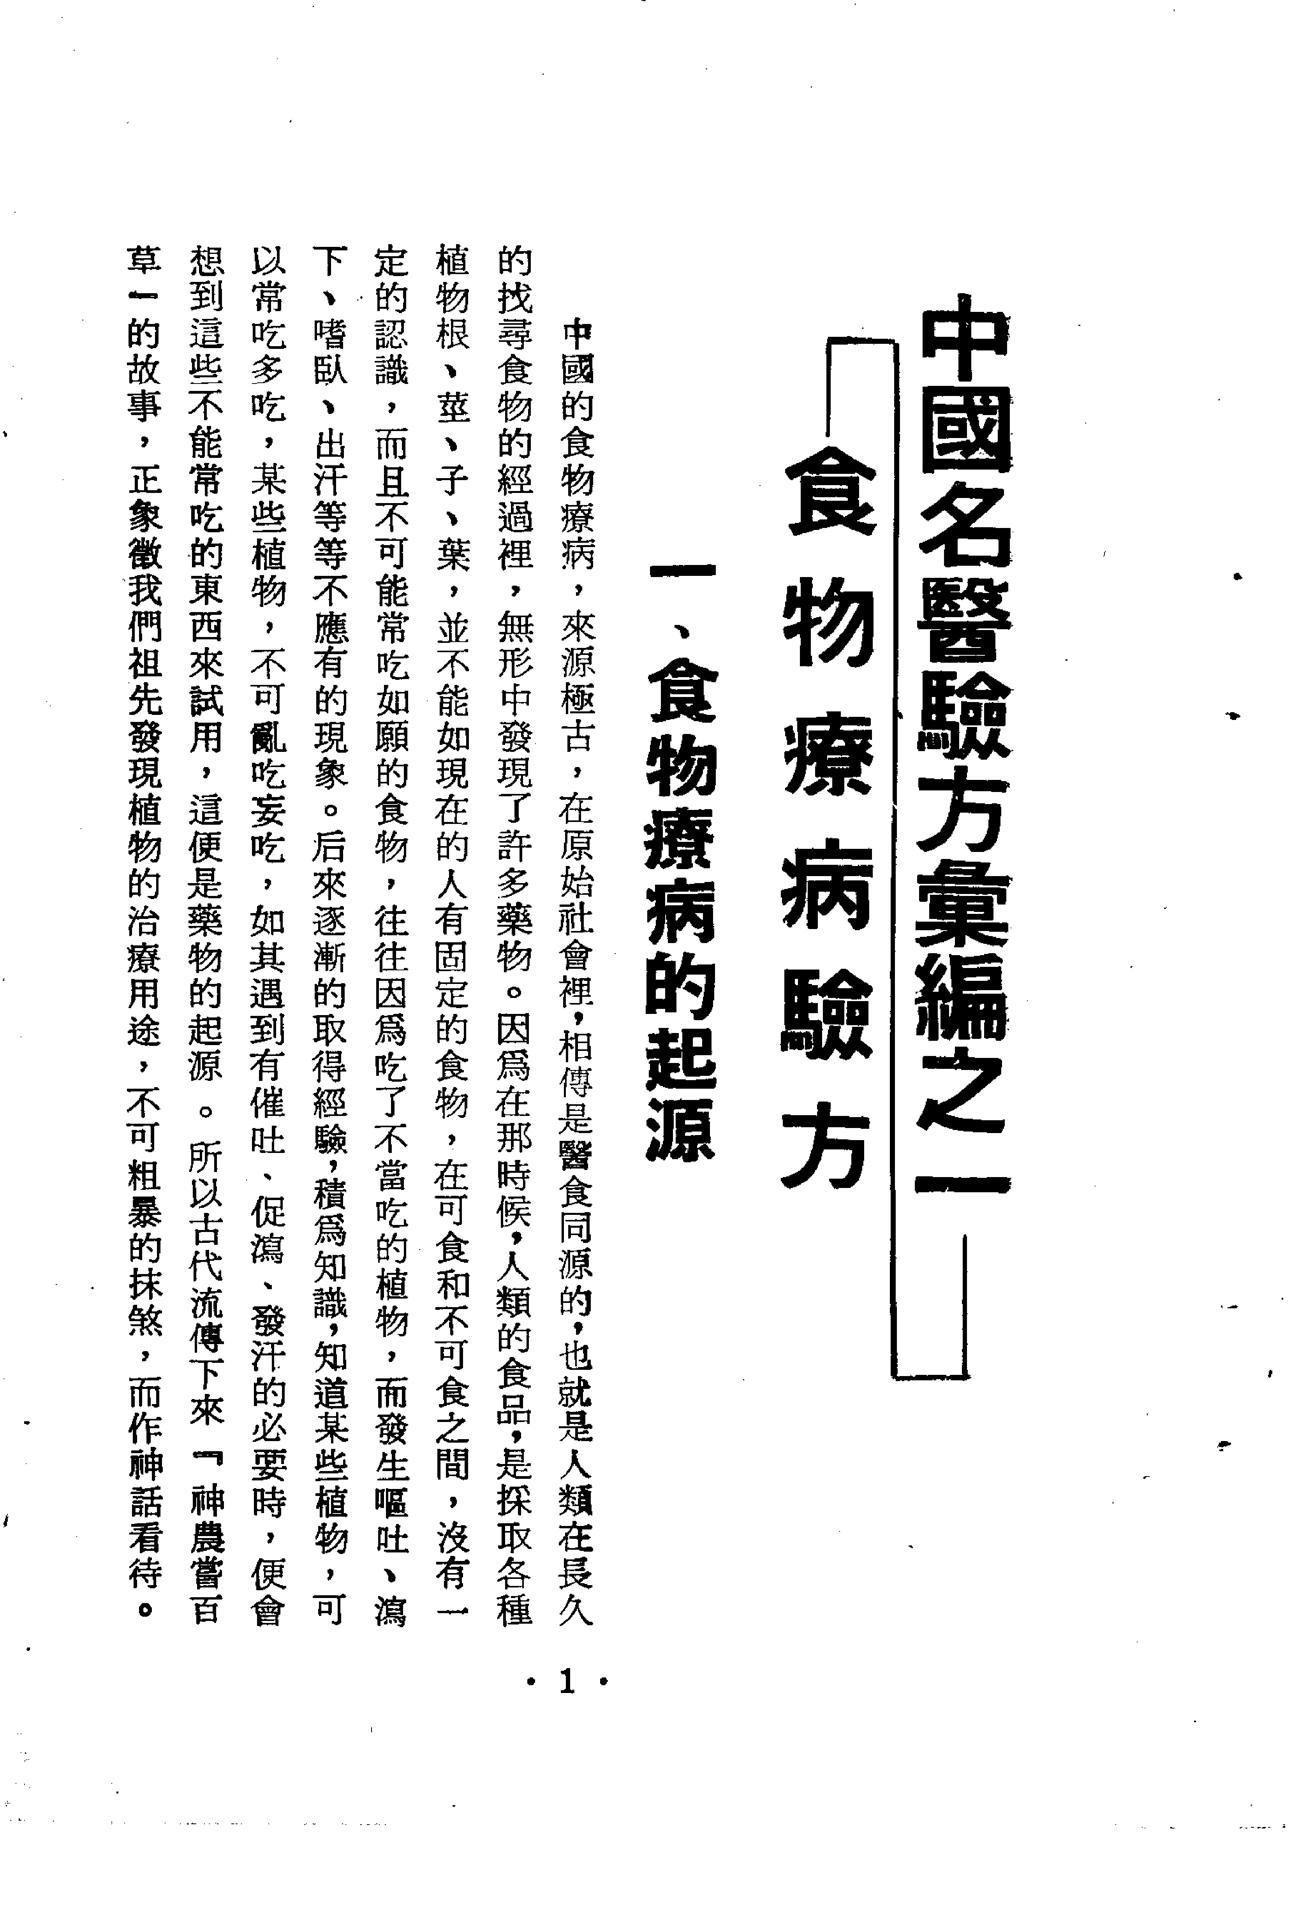 中國名醫驗方彙編之一
食物療病驗方
一、食物療病的起源
中國的食物療病，來源極古，在原始社會裡，相傳是醫食同源的，也就是人類在長久
的找尋食物的經過裡，無形中發現了許多藥物。因爲在那時候，人類的食品，是採取各種
植物根、莖、子、葉，並不能如現在的人有固定的食物，在可食和不可食之間，沒有一
定的認識，而且不可能常吃如願的食物，往往因爲吃了不當吃的植物，而發生嘔吐、瀉
下、嗜臥、出汗等等不應有的現象。后來逐漸的取得經驗，積爲知識，知道某些植物，可
以常吃多吃，某些植物，不可亂吃妄吃，如其遇到有催吐、促瀉、發汗的必要時，便會
想到這些不能常吃的東西來試用，這便是藥物的起源。所以古代流傳下來『神農嘗百
草一的故事，正象徵我們祖先發現植物的治療用途，不可粗暴的抹煞，而作神話看待。
·1·